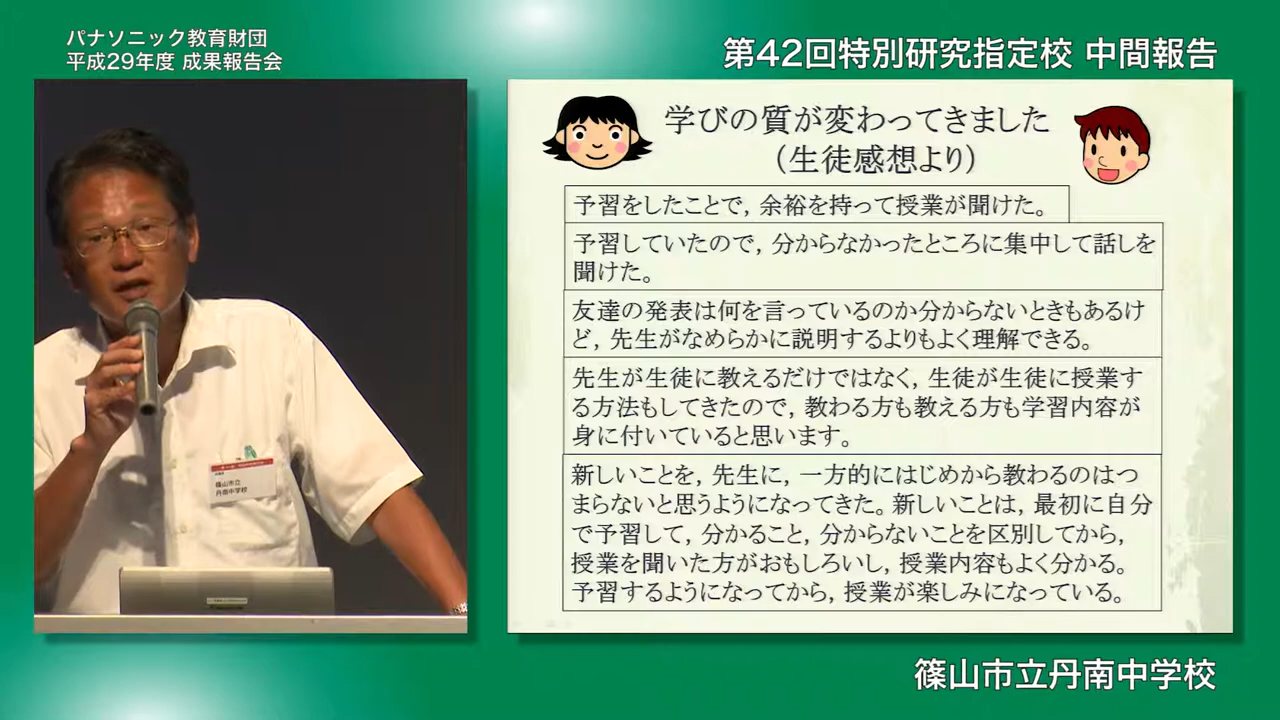 パナソニック教育財団
平成29年度 成果報告会
第42回特別研究指定校 中間報告
学びの質が変わってきました
（生徒感想より）
予習をしたことで，余裕を持って授業が聞けた。
予習していたので，分からなかったところに集中して話しを
聞けた。
友達の発表は何を言っているのか分からないときもあるけ
ど，先生がなめらかに説明するよりもよく理解できる。
先生が生徒に教えるだけではなく，生徒が生徒に授業す
る方法もしてきたので，教わる方も教える方も学習内容が
身に付いていると思います。
新しいことを，先生に，一方的にはじめから教わるのはつ
まらないと思うようになってきた。新しいことは，最初に自分
で予習して，分かること，分からないことを区別してから，
授業を聞いた方がおもしろいし，授業内容もよく分かる。
予習するようになってから，授業が楽しみになっている。
篠山市立
丹南中学校
篠山市立丹南中学校